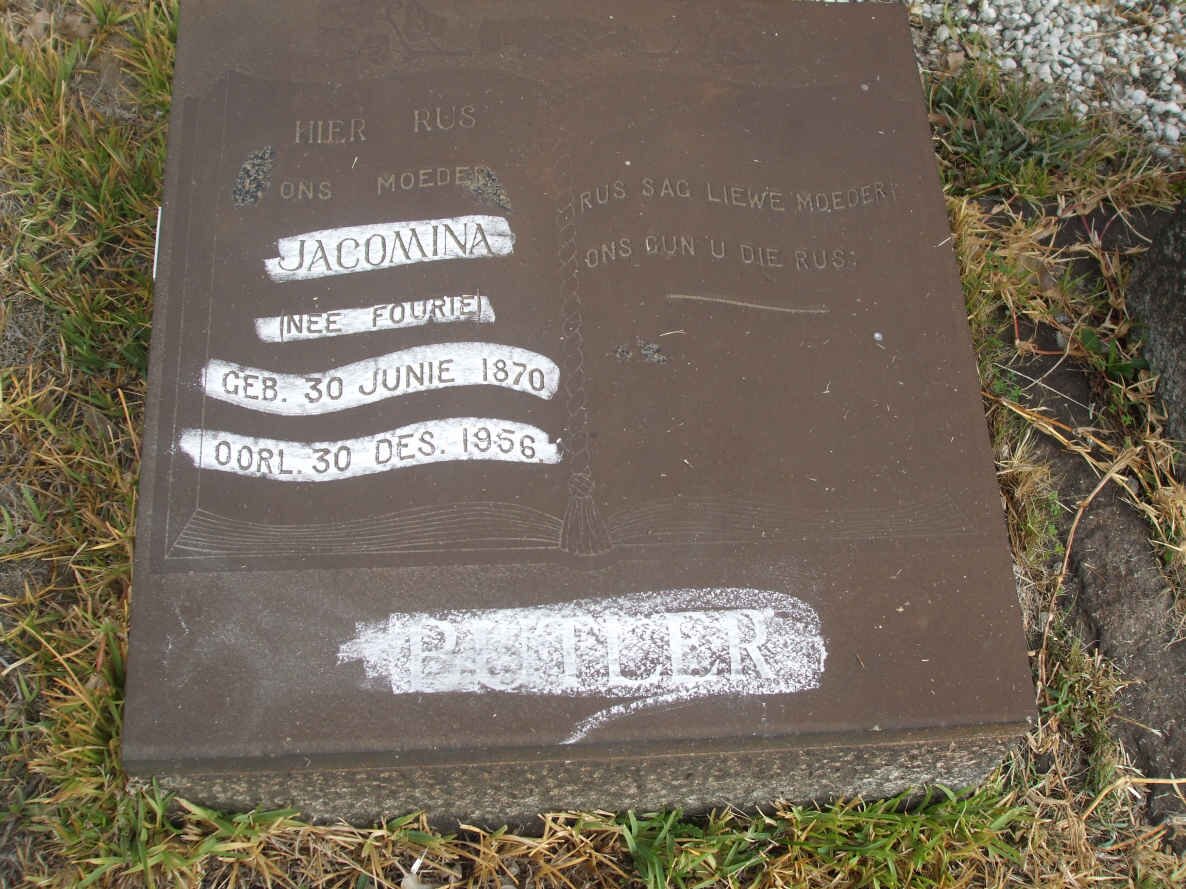 HIER RUS
ONS MOEDER
JACOMINA
(NEE FOURIE)
GEB. 30 JUNIE 1870.
OORL. 30 DES. 1956.
RUS SAG LIEWE MOEDER!
ONS GUN U DIE RUS.
BUTLER